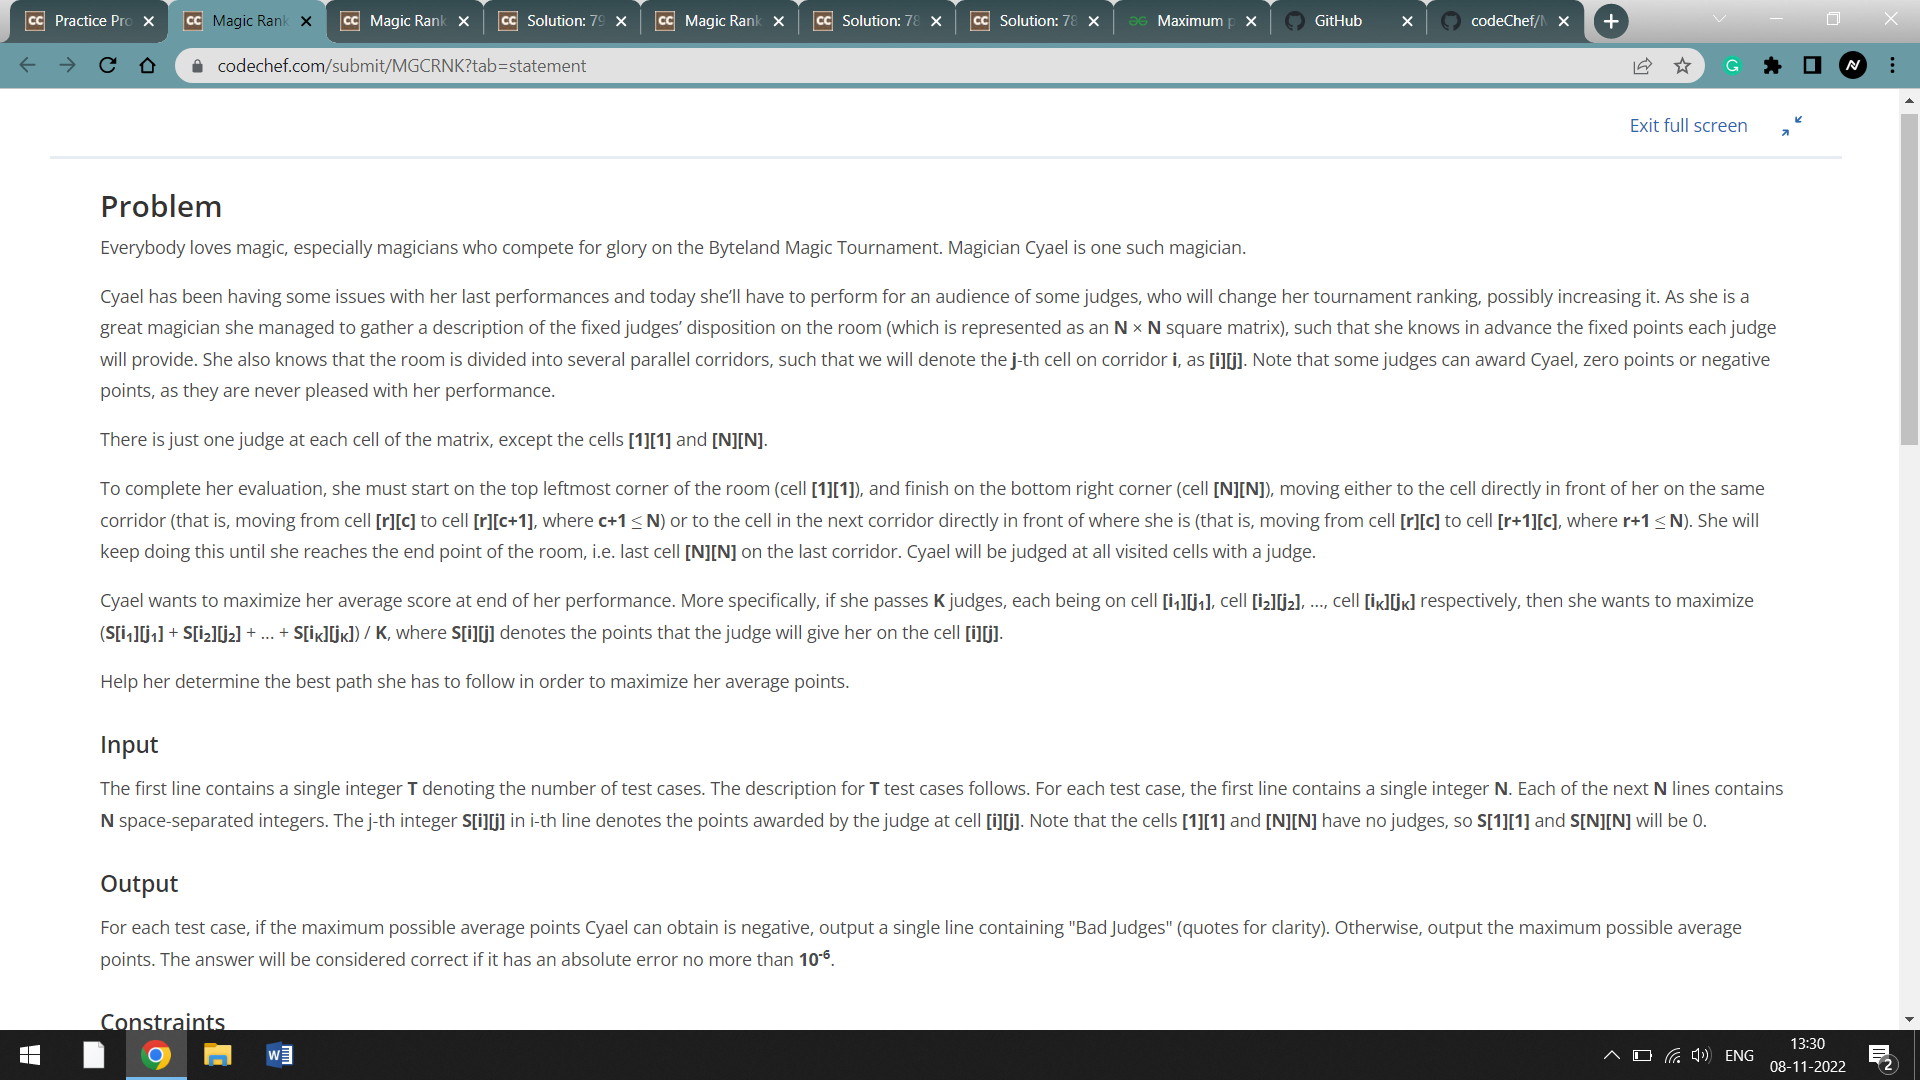 Practice Pro
Magic Rank
Magic Rank
Solution: 79
Magic Rank
Solution: 78
Solution: 78
Maximum p
GitHub
codeChef/M
codechef.com/submit/MGCRNK?tab=statement
Exit full screen
Problem
Everybody loves magic, especially magicians who compete for glory on the Byteland Magic Tournament. Magician Cyael is one such magician.
Cyael has been having some issues with her last performances and today she’ll have to perform for an audience of some judges, who will change her tournament ranking, possibly increasing it. As she is a
great magician she managed to gather a description of the fixed judges’ disposition on the room (which is represented as an N × N square matrix), such that she knows in advance the fixed points each judge
will provide. She also knows that the room is divided into several parallel corridors, such that we will denote the j-th cell on corridor i, as [i][j]. Note that some judges can award Cyael, zero points or negative
points, as they are never pleased with her performance.
There is just one judge at each cell of the matrix, except the cells [1][1] and [N][N].
To complete her evaluation, she must start on the top leftmost corner of the room (cell [1][1]), and finish on the bottom right corner (cell [N][N]), moving either to the cell directly in front of her on the same
corridor (that is, moving from cell [r][c] to cell [r][c+1], where c+1 ≤ N) or to the cell in the next corridor directly in front of where she is (that is, moving from cell [r][c] to cell [r+1][c], where r+1 ≤ N). She will
keep doing this until she reaches the end point of the room, i.e. last cell [N][N] on the last corridor. Cyael will be judged at all visited cells with a judge.
Cyael wants to maximize her average score at end of her performance. More specifically, if she passes K judges, each being on cell [i₁][j₁], cell [i₂][j₂], ..., cell [iK][jK] respectively, then she wants to maximize
(S[i₁][j₁] + S[i₂][j₂] + ... + S[iK][jK]) / K, where S[i][j] denotes the points that the judge will give her on the cell [i][j].
Help her determine the best path she has to follow in order to maximize her average points.
Input
The first line contains a single integer T denoting the number of test cases. The description for T test cases follows. For each test case, the first line contains a single integer N. Each of the next N lines contains
N space-separated integers. The j-th integer S[i][j] in i-th line denotes the points awarded by the judge at cell [i][j]. Note that the cells [1][1] and [N][N] have no judges, so S[1][1] and S[N][N] will be 0.
Output
For each test case, if the maximum possible average points Cyael can obtain is negative, output a single line containing "Bad Judges" (quotes for clarity). Otherwise, output the maximum possible average
points. The answer will be considered correct if it has an absolute error no more than 10⁻⁶.
Constraints
ENG
13:30
08-11-2022
2